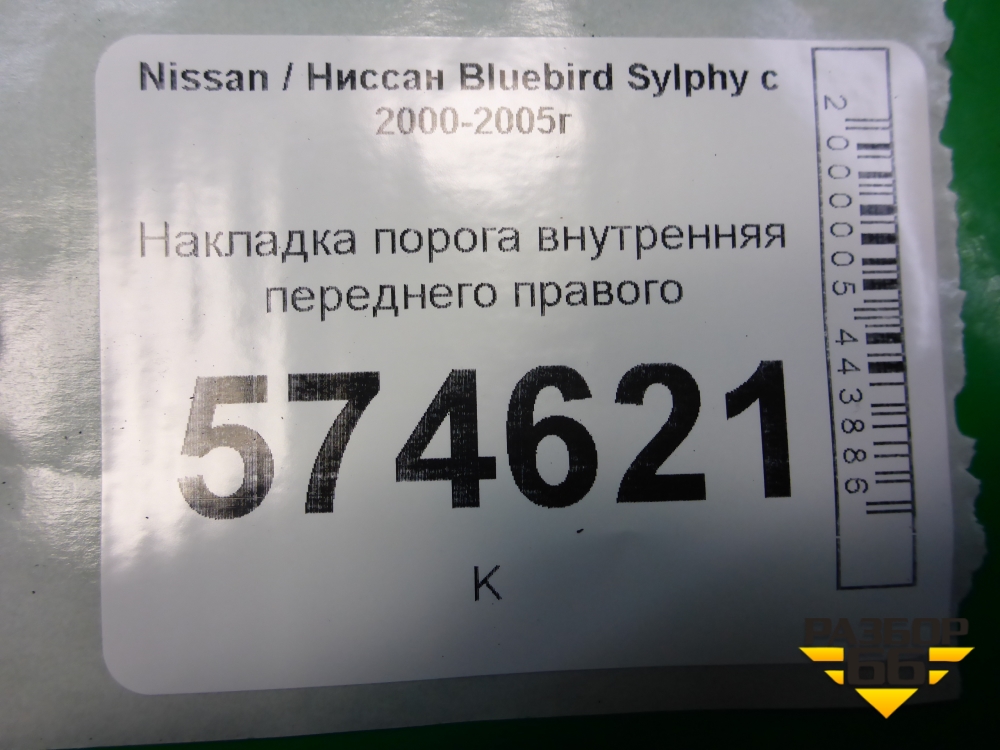 Nissan / Ниссан Bluebird Sylphy с
2000-2005г
Накладка порога внутренняя
переднего правого
574621
К
2000005443886
РАЗБОР
66